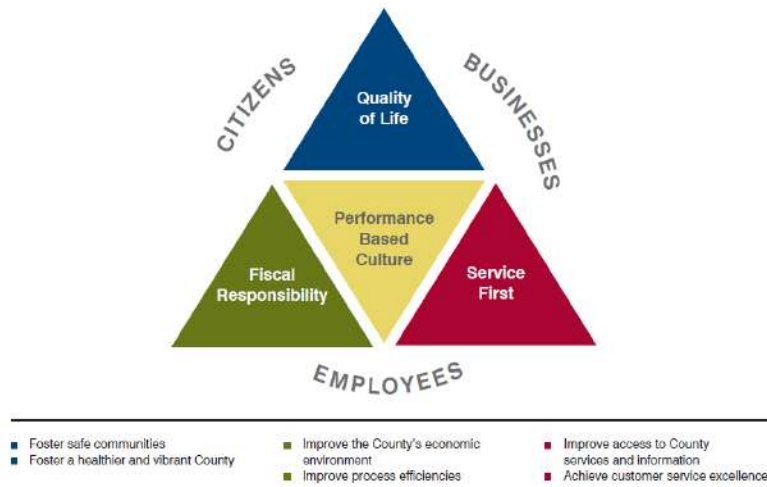 CITIZENS
BUSINESSES
Quality
of Life
Performance
Based
Culture
Fiscal
Responsibility
Service
First
EMPLOYEES
Foster safe communities
Foster a healthier and vibrant County
Improve the County's economic
environment
Improve process efficiencies
Improve access to County
services and information
Achieve customer service excellence